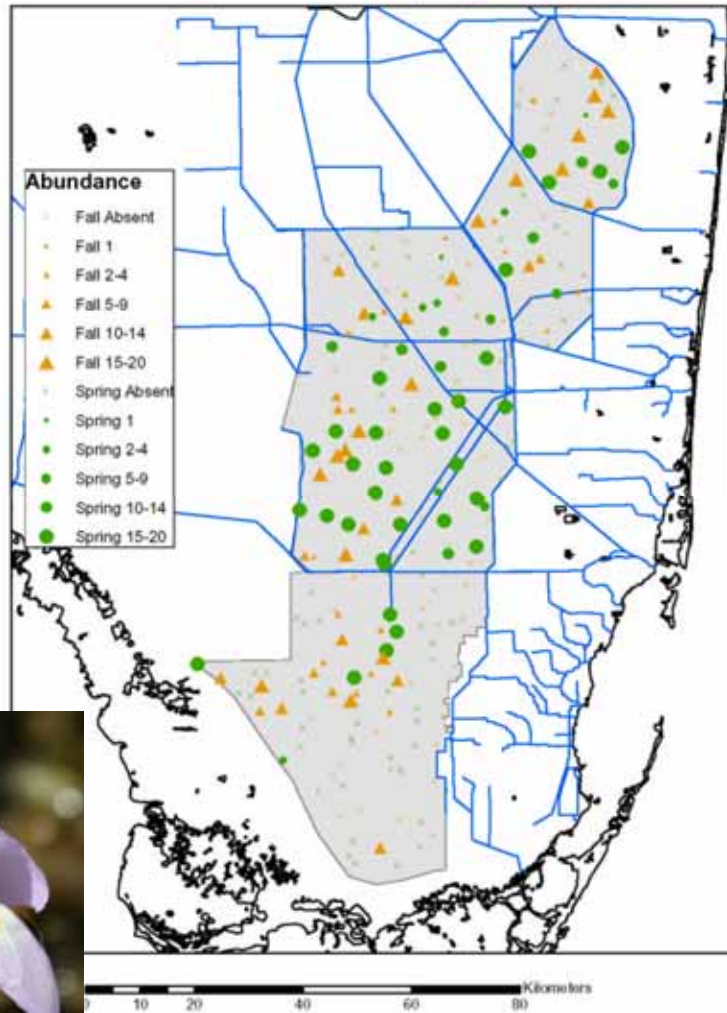 Abundance
Fall Absent
Fall 1
Fall 2-4
Fall 5-9
Fall 10-14
Fall 15-20
Spring Absent
Spring 1
Spring 2-4
Spring 5-9
Spring 10-14
Spring 15-20
0 5 10 20 40 60 80 Kilometers